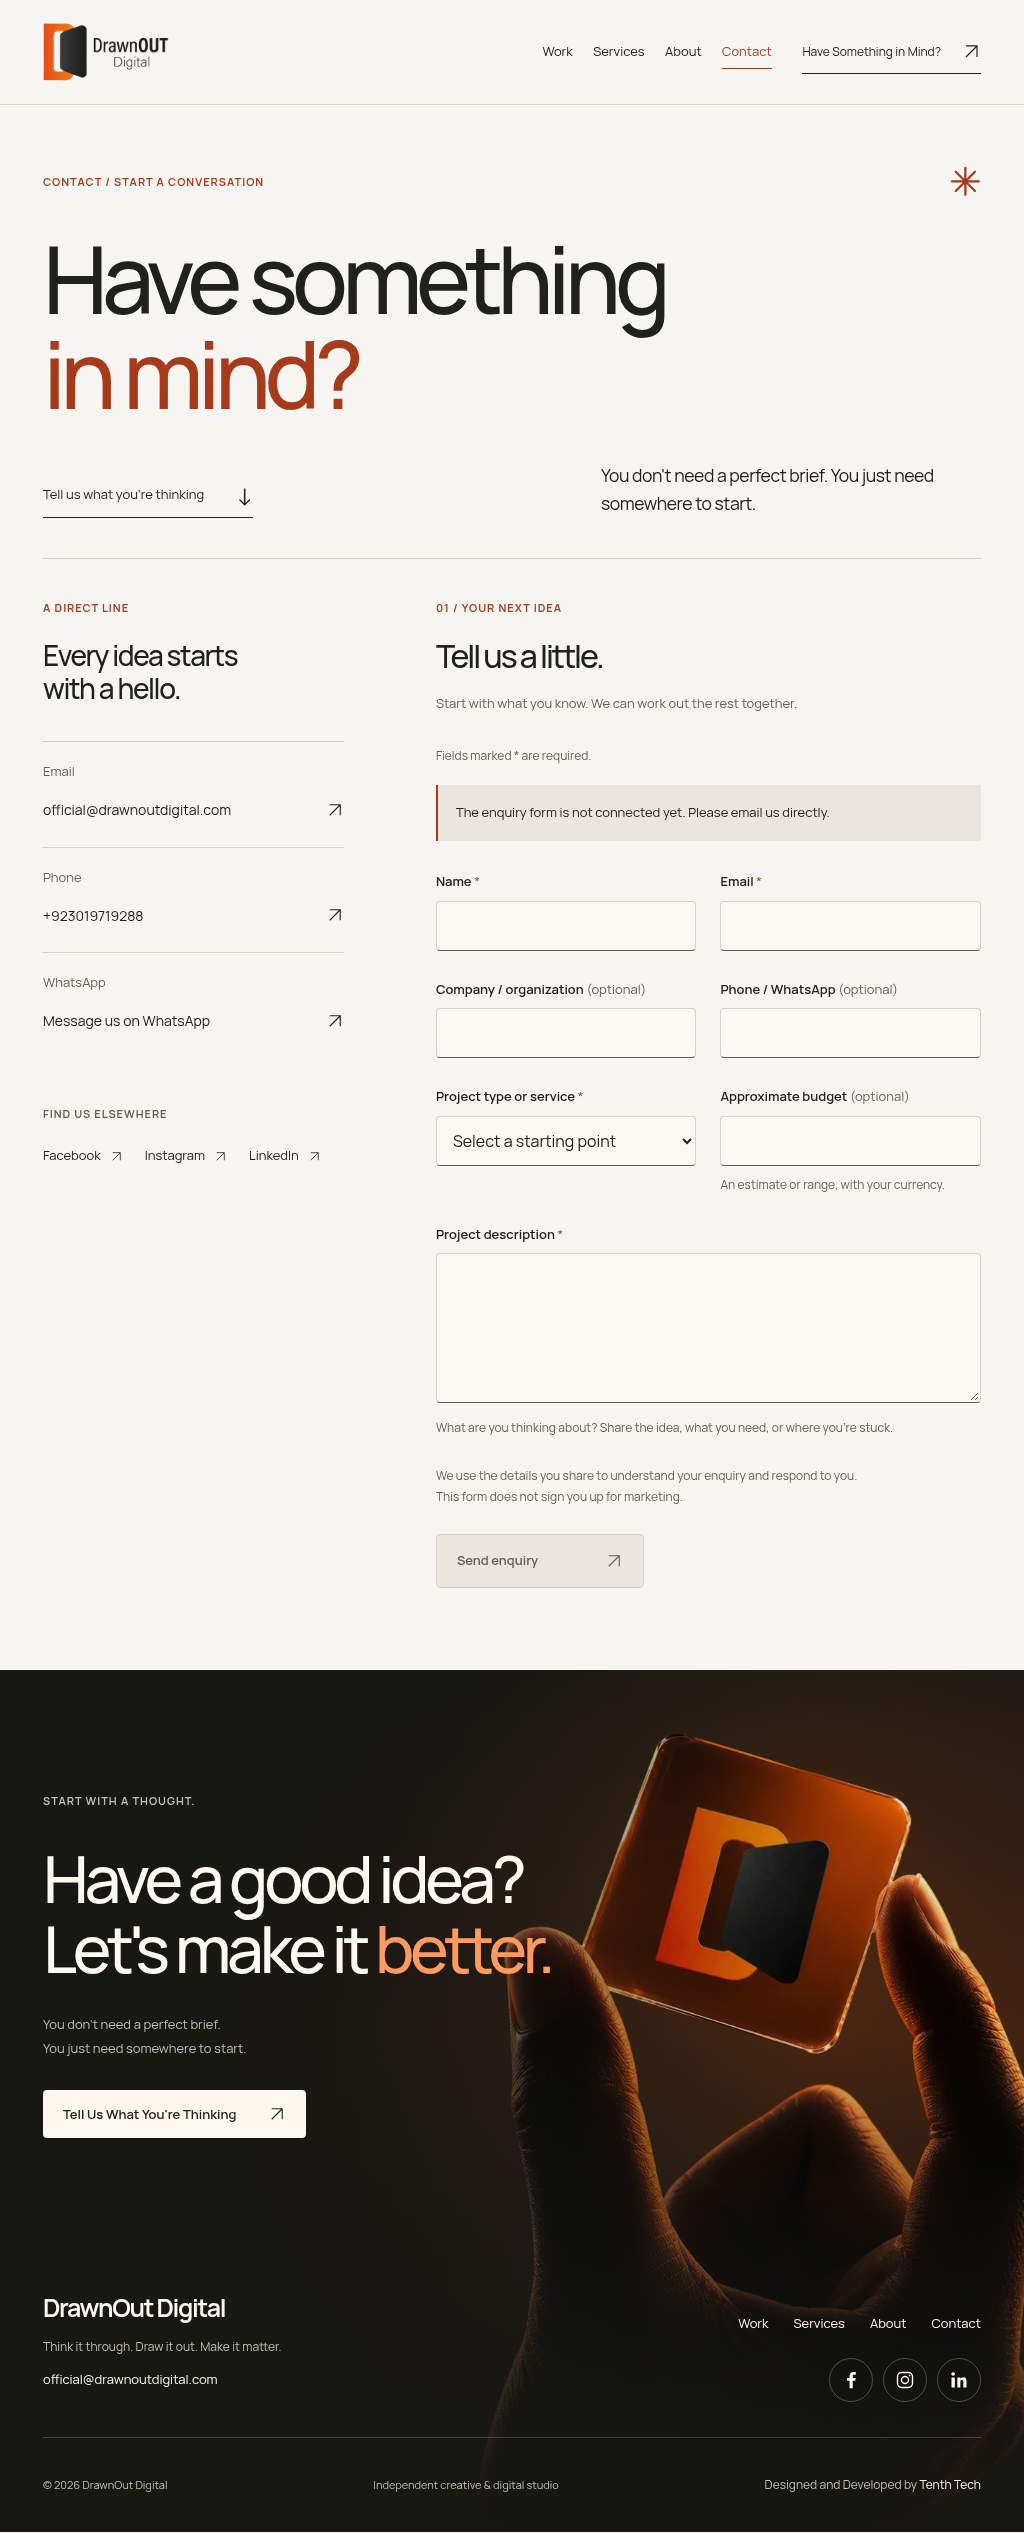 DrawnOUT
Digital
Work
Services
About
Contact
Have Something in Mind?
CONTACT / START A CONVERSATION
Have something
in mind?
Tell us what you're thinking
You don't need a perfect brief. You just need
somewhere to start.
A DIRECT LINE
Every idea starts
with a hello.
Email
official@drawnoutdigital.com
Phone
+923019719288
WhatsApp
Message us on WhatsApp
FIND US ELSEWHERE
Facebook
Instagram
LinkedIn
01 / YOUR NEXT IDEA
Tell us a little.
Start with what you know. We can work out the rest together.
Fields marked * are required.
The enquiry form is not connected yet. Please email us directly.
Name *
Email *
Company / organization (optional)
Phone / WhatsApp (optional)
Project type or service *
Approximate budget (optional)
Select a starting point
An estimate or range, with your currency.
Project description *
What are you thinking about? Share the idea, what you need, or where you're stuck.
We use the details you share to understand your enquiry and respond to you.
This form does not sign you up for marketing.
Send enquiry
START WITH A THOUGHT.
Have a good idea?
Let's make it better.
You don't need a perfect brief.
You just need somewhere to start.
Tell Us What You're Thinking
DrawnOut Digital
Think it through. Draw it out. Make it matter.
official@drawnoutdigital.com
Work
Services
About
Contact
© 2026 DrawnOut Digital
Independent creative & digital studio
Designed and Developed by Tenth Tech